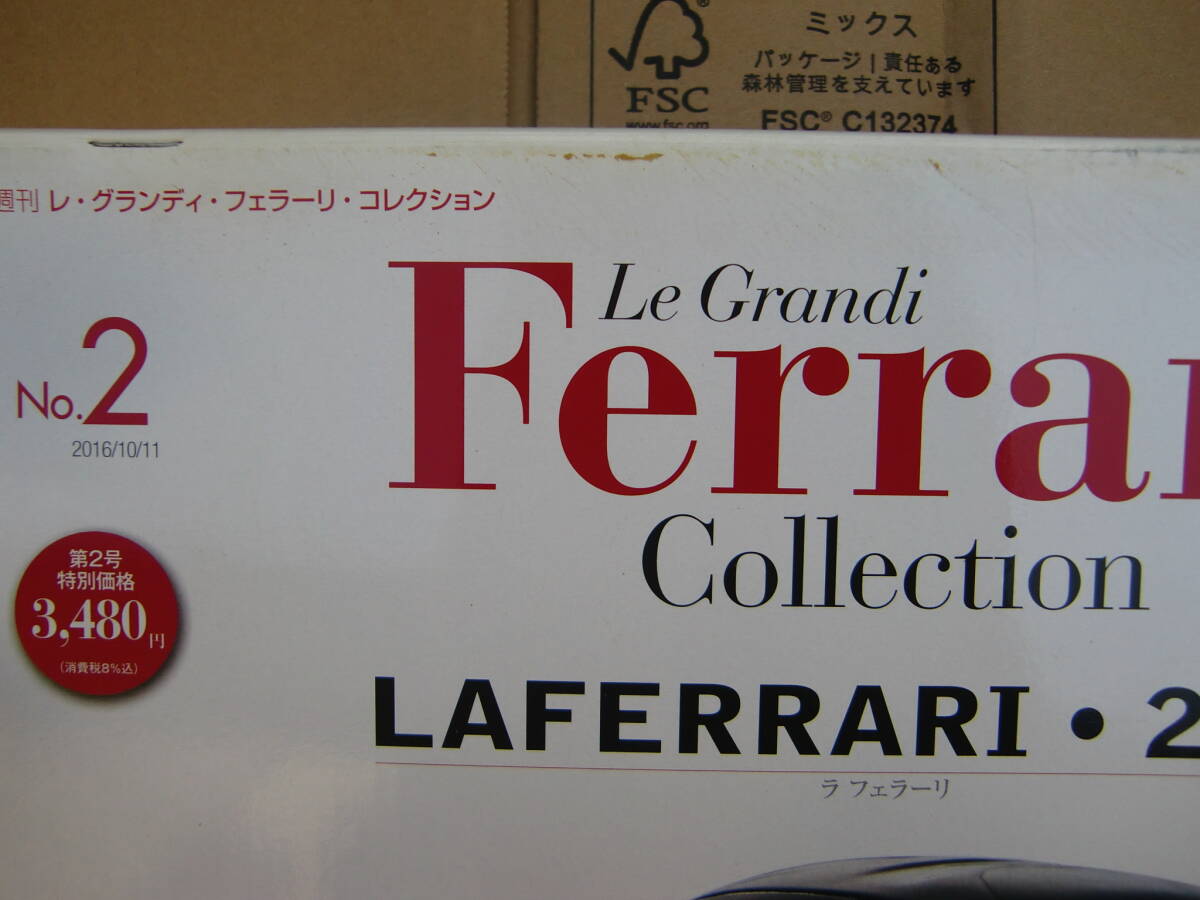 ミックス
パッケージ | 責任ある
森林管理を支えています
FSC® C132374
FSC
www.fsc.org
週刊 レ・グランディ・フェラーリ・コレクション
Le Grandi
Ferrar
Collection
No.2
2016/10/11
第2号
特別価格
3,480円
(消費税8%込)
LAFERRARI • 2
ラ フェラーリ